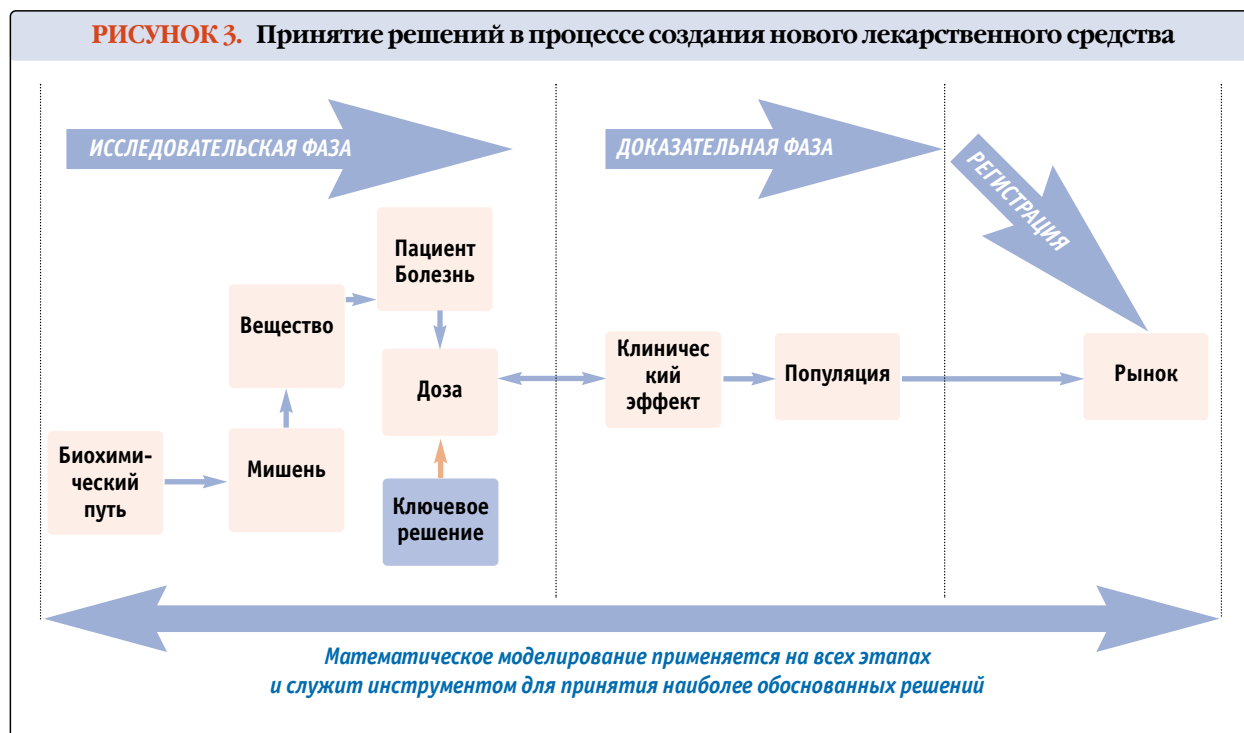 РИСУНОК 3. Принятие решений в процессе создания нового лекарственного средства
ИССЛЕДОВАТЕЛЬСКАЯ ФАЗА
ДОКАЗАТЕЛЬНАЯ ФАЗА
РЕГИСТРАЦИЯ
Пациент
Болезнь
Вещество
Доза
Клиничес
кий
эффект
Популяция
Рынок
Биохими-
ческий
путь
Мишень
Ключевое
решение
Математическое моделирование применяется на всех этапах
и служит инструментом для принятия наиболее обоснованных решений